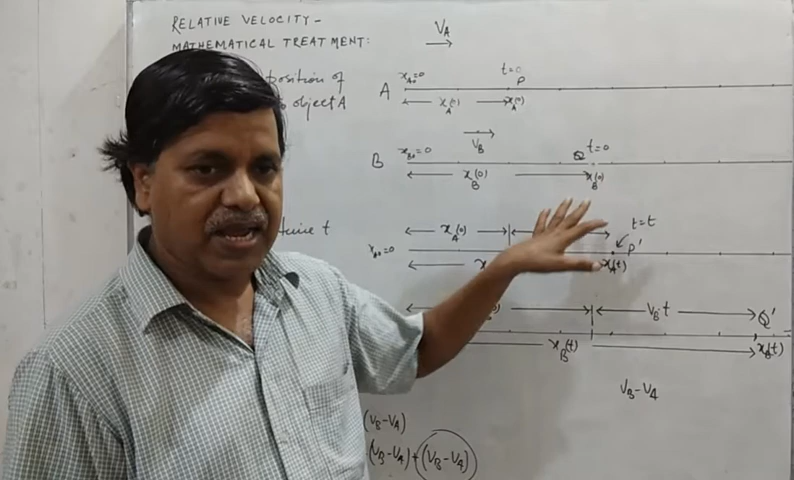 RELATIVE VELOCITY -
MATHEMATICAL TREATMENT:
V_A
position of
object A
A
x_A0=0
t=0
P
x_A(0)
x_A(0)
V_B
B
x_B0=0
Q
t=0
x_B(0)
x_B(0)
time t
x_A(0)
t=t
x_A0=0
P'
x_A(t)
V_B t
Q'
x_B(t)
x_B(t)
V_B-V_A
(V_B-V_A)
(V_B-V_A)+(V_B-V_A)